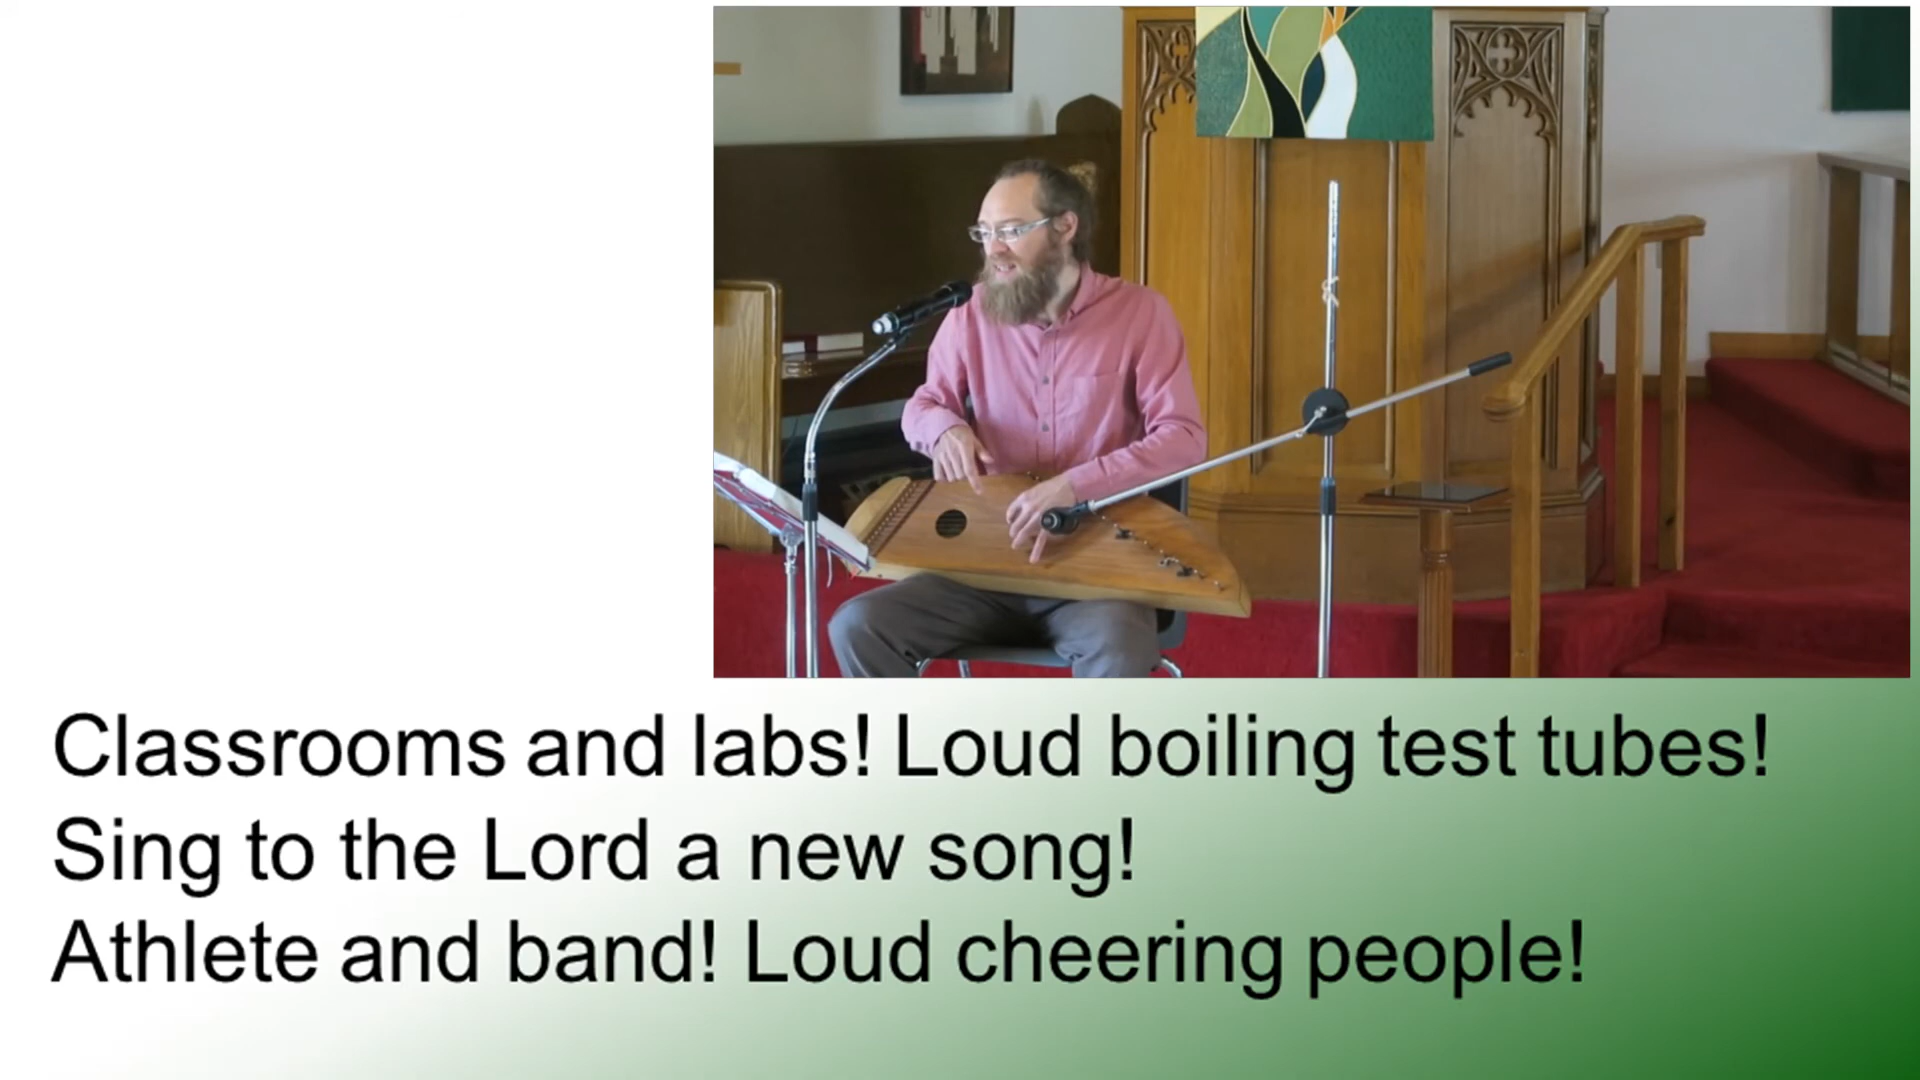 Classrooms and labs! Loud boiling test tubes!
Sing to the Lord a new song!
Athlete and band! Loud cheering people!